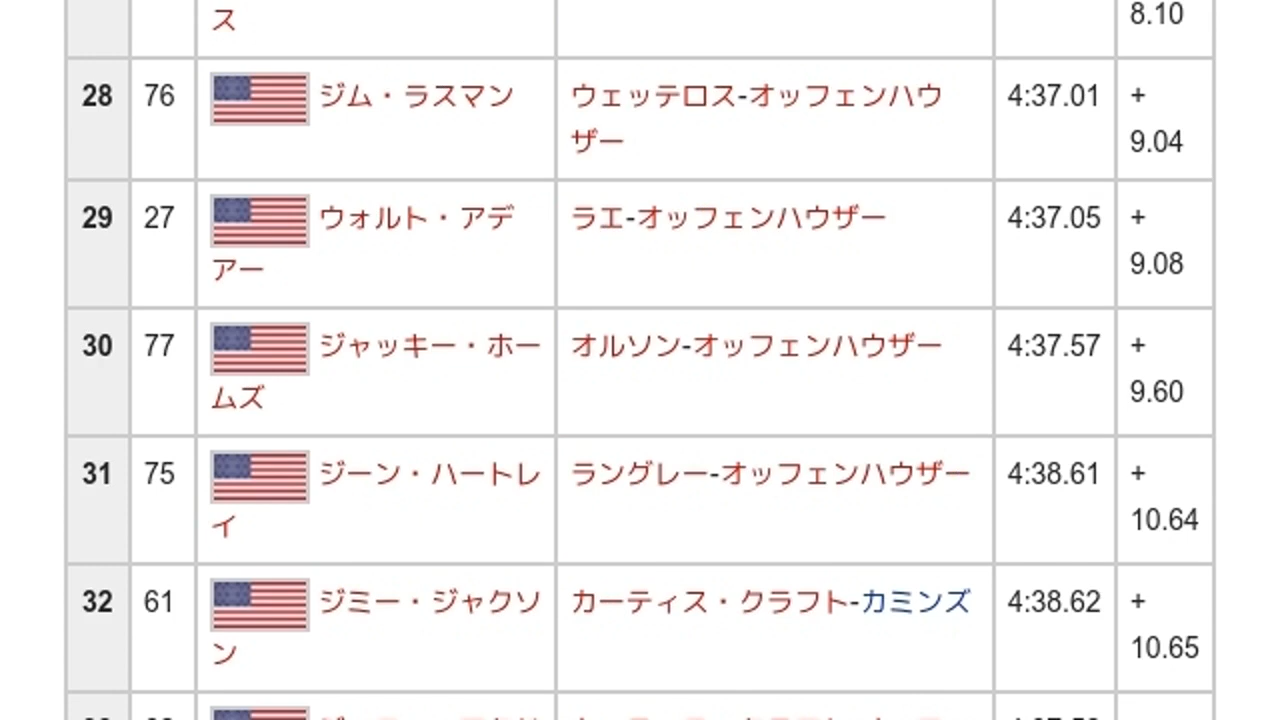 ス
8.10
28 76 ジム・ラスマン ウェッテロス-オッフェンハウ 4:37.01 +
ザー 9.04
29 27 ウォルト・アデ ラエ-オッフェンハウザー 4:37.05 +
アー 9.08
30 77 ジャッキー・ホー オルソン-オッフェンハウザー 4:37.57 +
ムズ 9.60
31 75 ジーン・ハートレ ラングレー-オッフェンハウザー 4:38.61 +
イ 10.64
32 61 ジミー・ジャクソ カーティス・クラフト-カミンズ 4:38.62 +
ン 10.65